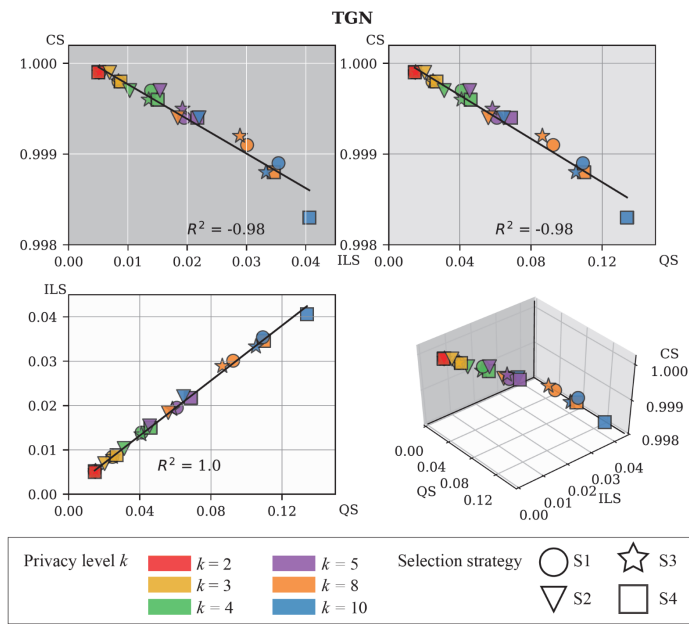 TGN
CS
CS
1.000
1.000
0.999
0.999
R² = -0.98
R² = -0.98
0.998
0.998
0.00 0.01 0.02 0.03 0.04
0.00 0.04 0.08 0.12
ILS
QS
ILS
0.04
0.03
0.02
0.01
0.00
R² = 1.0
0.00 0.04 0.08 0.12
QS
CS
1.000
0.999
0.998
0.00
0.04
0.08
0.12
QS
0.04
0.03
0.02
0.01
0.00
ILS
Privacy level k
k = 2
k = 3
k = 4
k = 5
k = 8
k = 10
Selection strategy
S1
S2
S3
S4